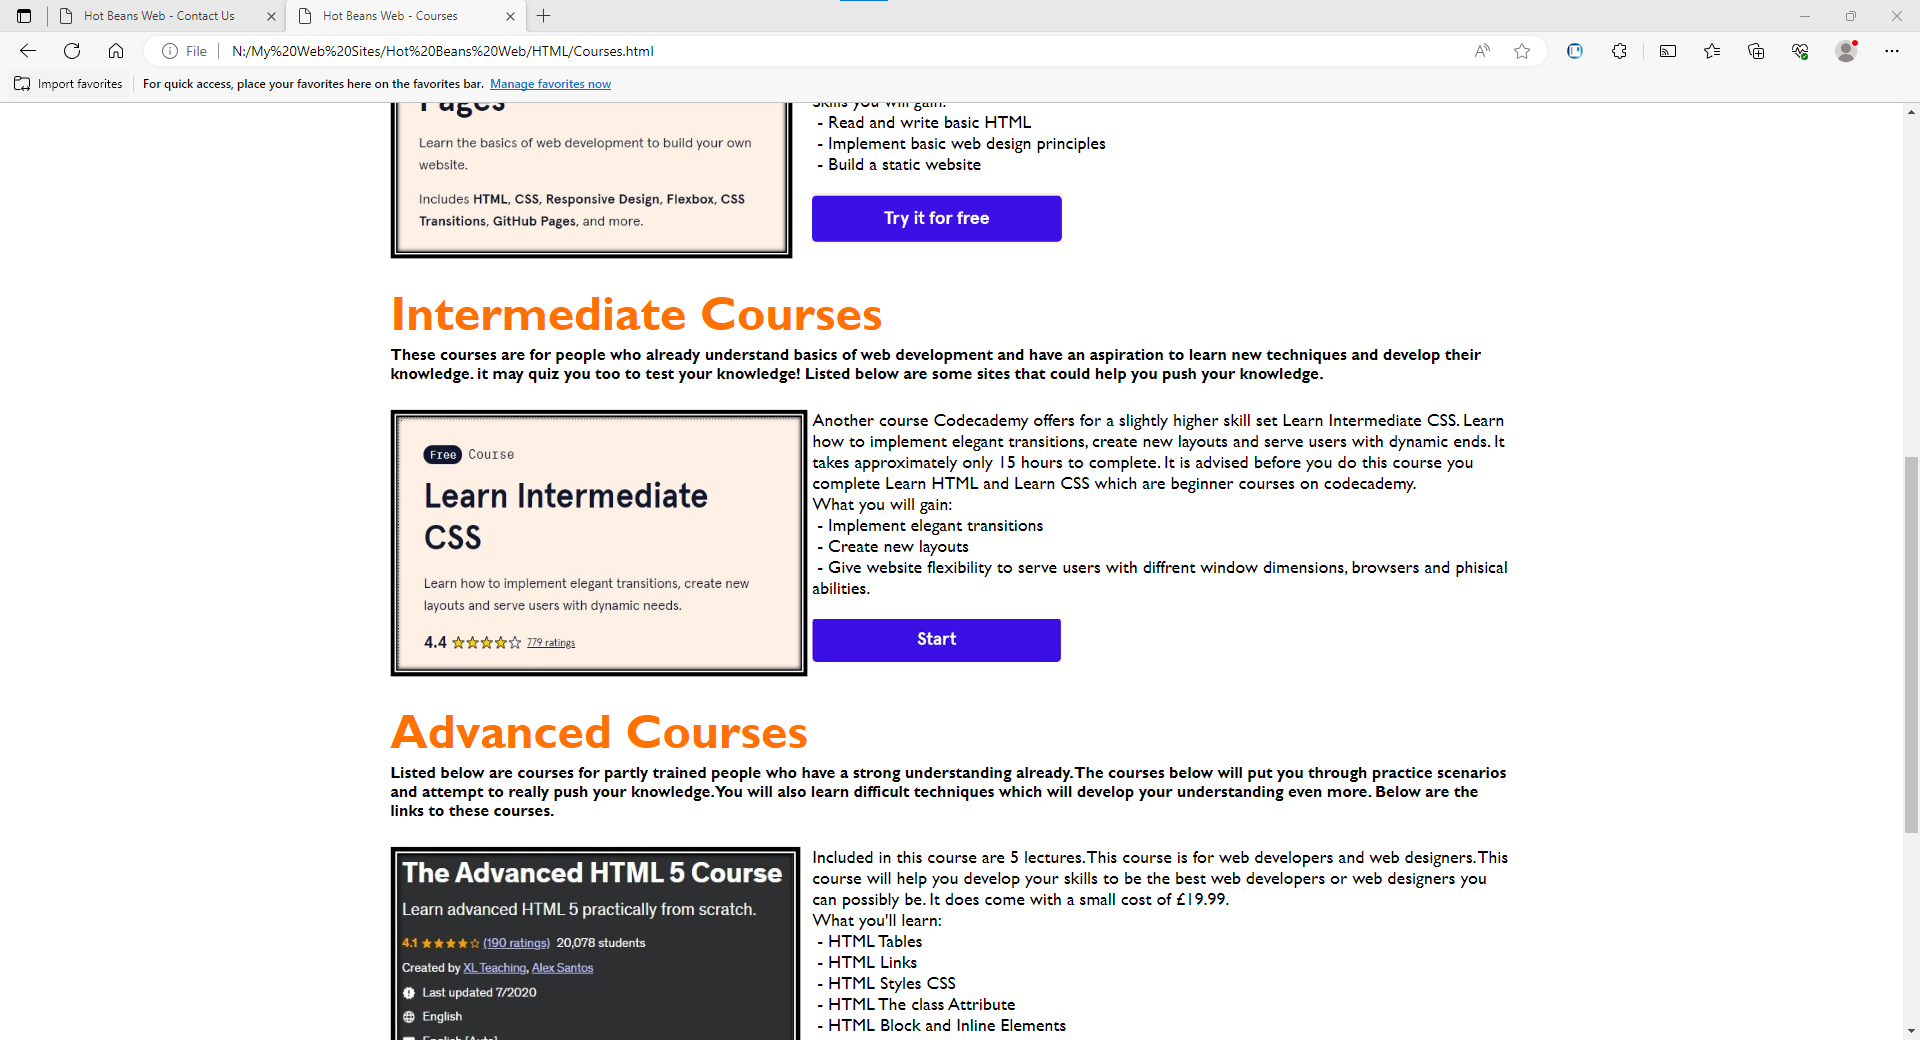 Hot Beans Web - Contact Us
Hot Beans Web - Courses
File
N:/My%20Web%20Sites/Hot%20Beans%20Web/HTML/Courses.html
Import favorites
For quick access, place your favorites here on the favorites bar. Manage favorites now
Pages
Learn the basics of web development to build your own
website.
Includes HTML, CSS, Responsive Design, Flexbox, CSS
Transitions, GitHub Pages, and more.
Skills you will gain:
- Read and write basic HTML
- Implement basic web design principles
- Build a static website
Try it for free
Intermediate Courses
These courses are for people who already understand basics of web development and have an aspiration to learn new techniques and develop their
knowledge. it may quiz you too to test your knowledge! Listed below are some sites that could help you push your knowledge.
Free Course
Learn Intermediate
CSS
Learn how to implement elegant transitions, create new
layouts and serve users with dynamic needs.
4.4 779 ratings
Another course Codecademy offers for a slightly higher skill set Learn Intermediate CSS. Learn
how to implement elegant transitions, create new layouts and serve users with dynamic ends. It
takes approximately only 15 hours to complete. It is advised before you do this course you
complete Learn HTML and Learn CSS which are beginner courses on codecademy.
What you will gain:
- Implement elegant transitions
- Create new layouts
- Give website flexibility to serve users with diffrent window dimensions, browsers and phisical
abilities.
Start
Advanced Courses
Listed below are courses for partly trained people who have a strong understanding already. The courses below will put you through practice scenarios
and attempt to really push your knowledge. You will also learn difficult techniques which will develop your understanding even more. Below are the
links to these courses.
The Advanced HTML 5 Course
Learn advanced HTML 5 practically from scratch.
4.1 (190 ratings) 20,078 students
Created by XL Teaching, Alex Santos
Last updated 7/2020
English
English [Auto]
Included in this course are 5 lectures. This course is for web developers and web designers. This
course will help you develop your skills to be the best web developers or web designers you
can possibly be. It does come with a small cost of £19.99.
What you'll learn:
- HTML Tables
- HTML Links
- HTML Styles CSS
- HTML The class Attribute
- HTML Block and Inline Elements